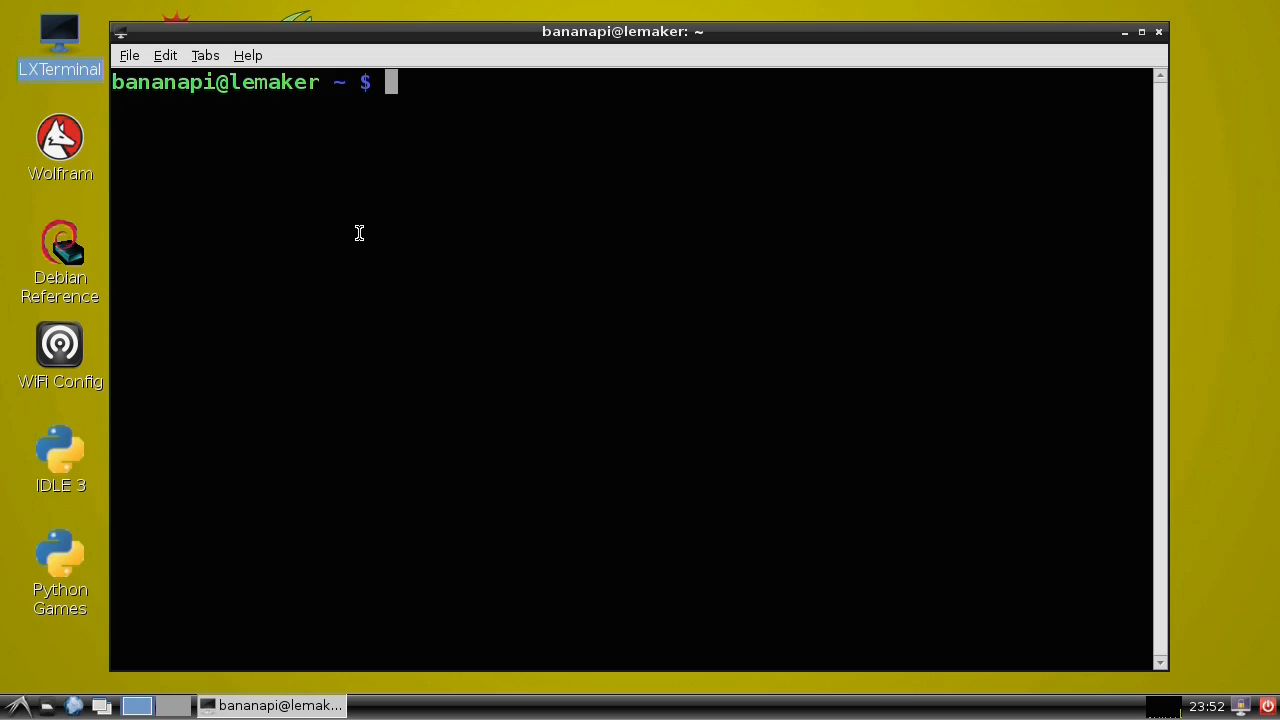 bananapi@lemaker: ~
File Edit Tabs Help
bananapi@lemaker ~ $
LXTerminal
Wolfram
Debian
Reference
WiFi Config
IDLE 3
Python
Games
bananapi@lemak...
23:52